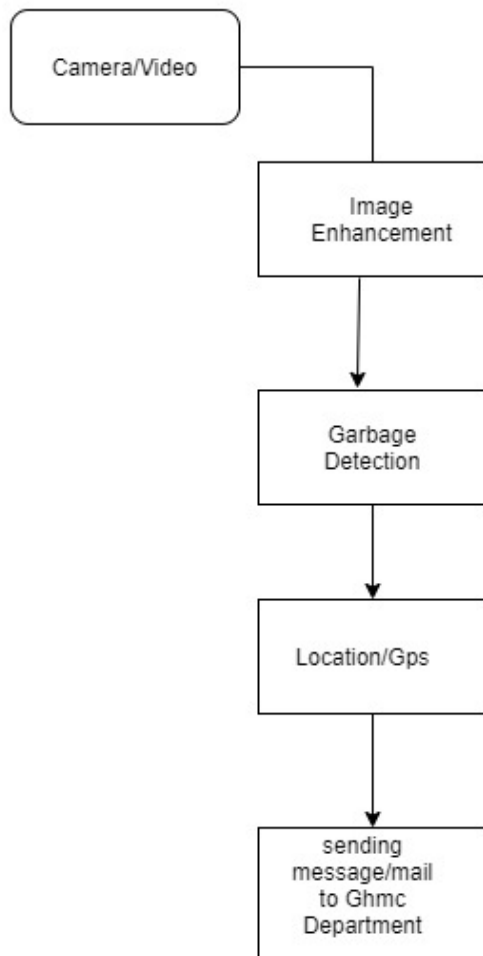 Camera/Video
Image
Enhancement
Garbage
Detection
Location/Gps
sending
message/mail
to Ghmc
Department